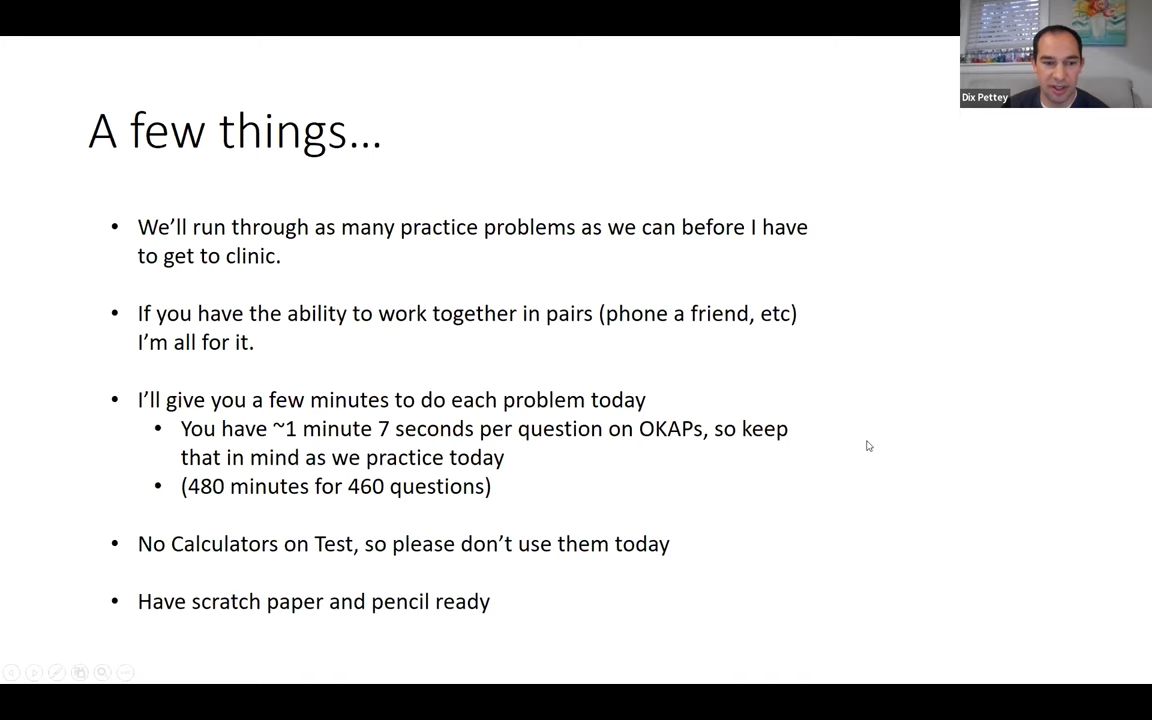 Dix Pettey
A few things...
• We'll run through as many practice problems as we can before I have
to get to clinic.
• If you have the ability to work together in pairs (phone a friend, etc)
I'm all for it.
• I'll give you a few minutes to do each problem today
• You have ~1 minute 7 seconds per question on OKAPs, so keep
that in mind as we practice today
• (480 minutes for 460 questions)
• No Calculators on Test, so please don't use them today
• Have scratch paper and pencil ready